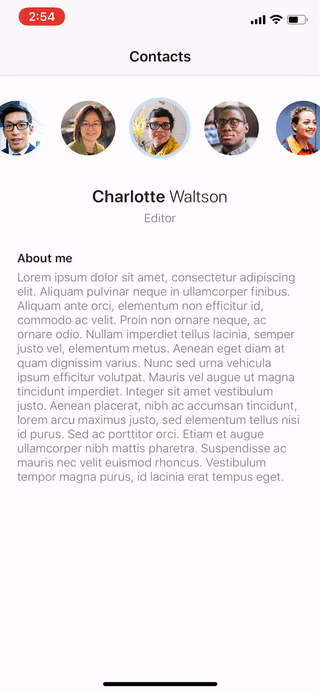 2:54
Contacts
Charlotte Waltson
Editor
About me
Lorem ipsum dolor sit amet, consectetur adipiscing
elit. Aliquam pulvinar neque in ullamcorper finibus.
Aliquam ante orci, elementum non efficitur id,
commodo ac velit. Proin non ornare neque, ac
ornare odio. Nullam imperdiet tellus lacinia, semper
justo vel, elementum metus. Aenean eget diam at
quam dignissim varius. Nunc sed urna vehicula
ipsum efficitur volutpat. Mauris vel augue ut magna
tincidunt imperdiet. Integer sit amet vestibulum
justo. Aenean placerat, nibh ac accumsan tincidunt,
lorem arcu maximus justo, sed elementum tellus nisi
id purus. Sed ac porttitor orci. Etiam et augue
ullamcorper nibh mattis pharetra. Suspendisse ac
mauris nec velit euismod rhoncus. Vestibulum
tempor magna purus, id lacinia erat tempus eget.